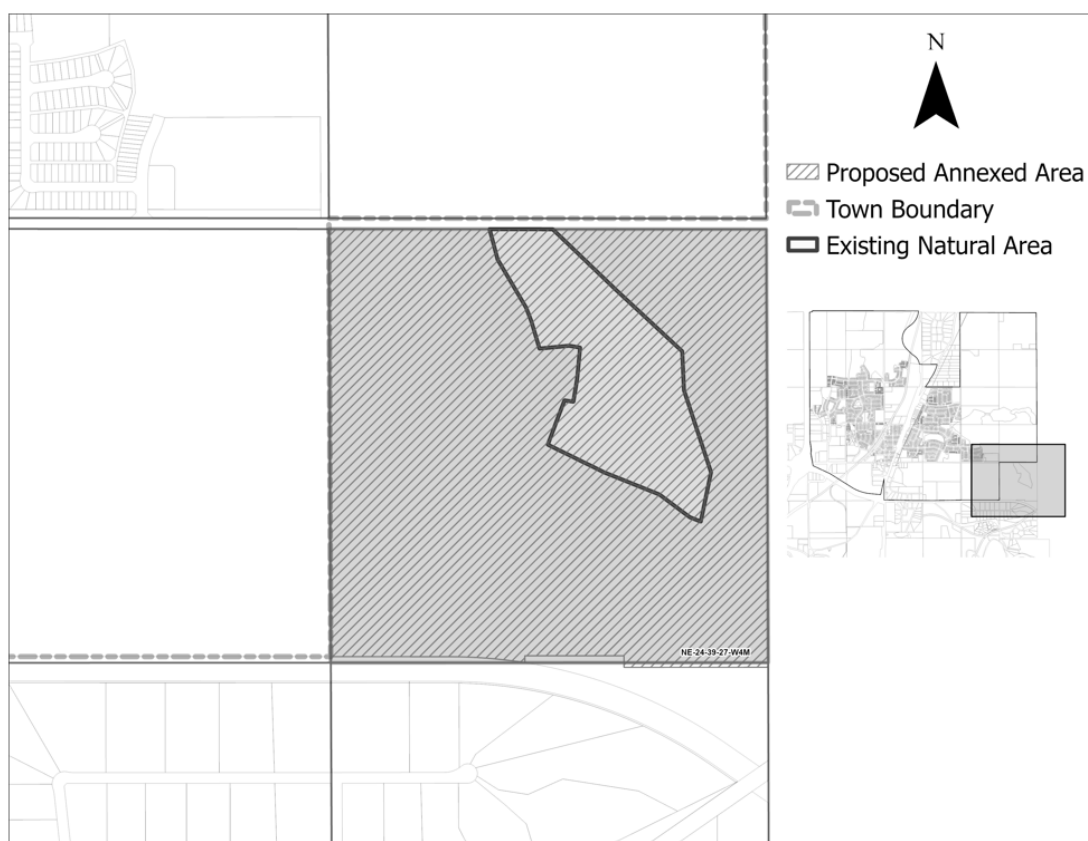 N
Proposed Annexed Area
Town Boundary
Existing Natural Area
NE-24-39-27-W4M